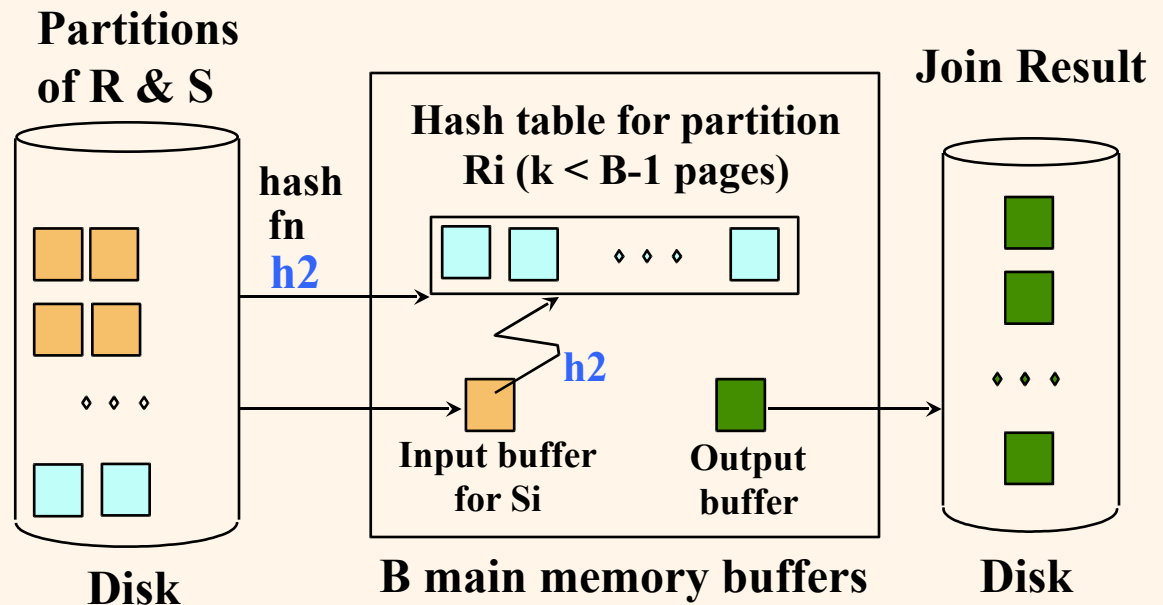 Partitions
of R & S
hash
fn
h2
Hash table for partition
Ri (k < B-1 pages)
h2
Input buffer
for Si
Output
buffer
Join Result
Disk
B main memory buffers
Disk